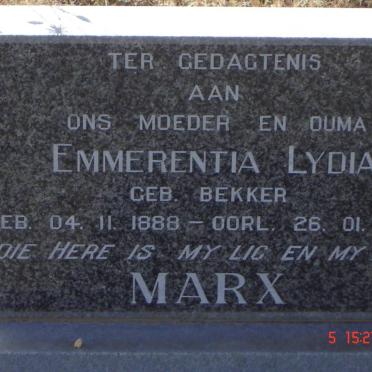 TER GEDAGTENIS
AAN
ONS MOEDER EN OUMA
EMMERENTIA LYDIA
GEB. BEKKER
EB. 04. 11. 1888 – OORL. 26. 01.
DIE HERE IS MY LIG EN MY
MARX
5 15:2